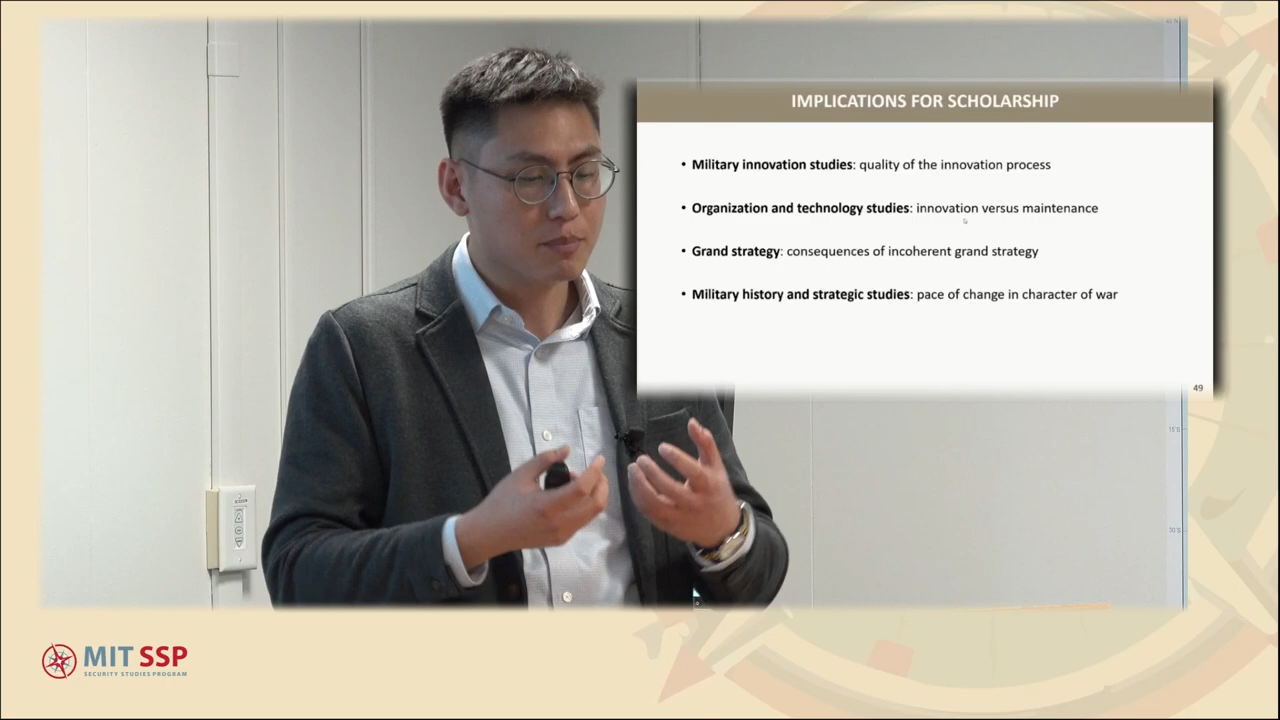 IMPLICATIONS FOR SCHOLARSHIP
• Military innovation studies: quality of the innovation process
• Organization and technology studies: innovation versus maintenance
• Grand strategy: consequences of incoherent grand strategy
• Military history and strategic studies: pace of change in character of war
49
15°S
30°S
MIT SSP
SECURITY STUDIES PROGRAM